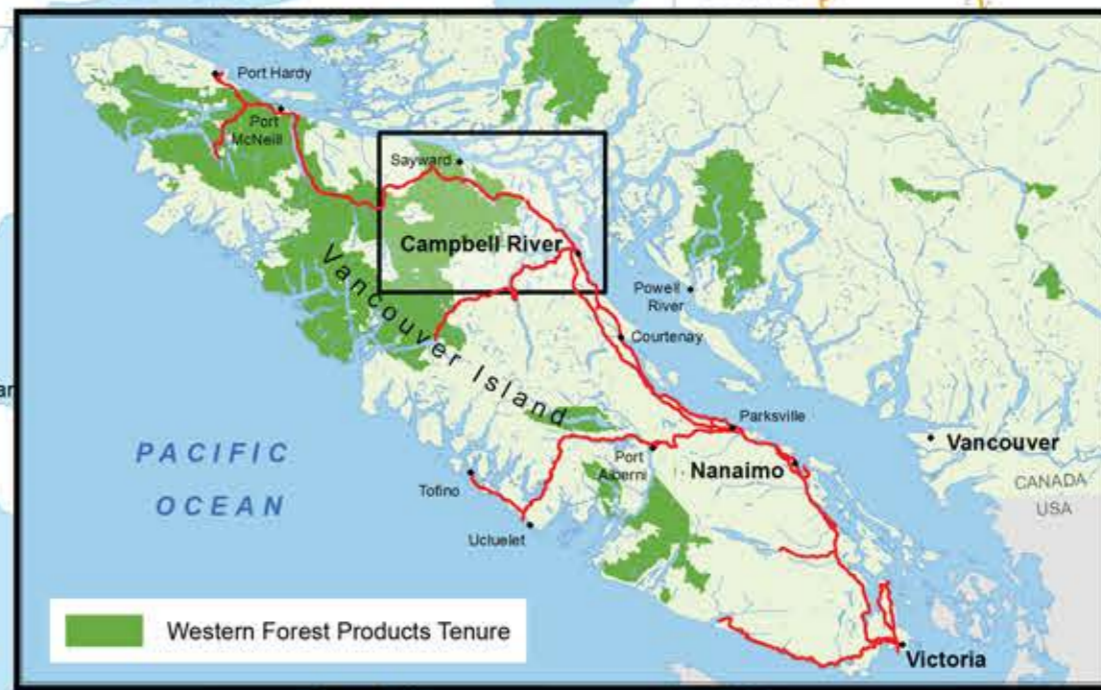 Port Hardy
Port
McNeill
Sayward
Campbell River
Powell
River
Vancouver Island
Courtenay
Parksville
PACIFIC
OCEAN
Port
Alberni
Nanaimo
Vancouver
CANADA
USA
Tofino
Ucluelet
Western Forest Products Tenure
Victoria